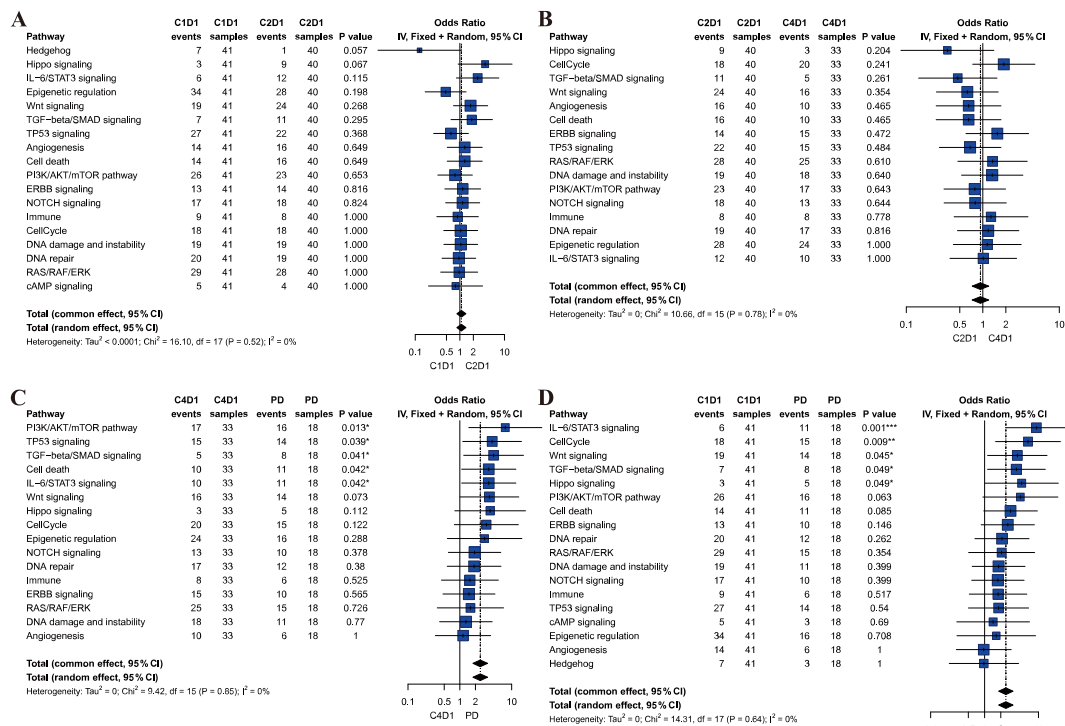 A
C1D1 C1D1 C2D1 C2D1 Odds Ratio
Pathway events samples events samples P value IV, Fixed + Random, 95% CI
Hedgehog 7 41 1 40 0.057
Hippo signaling 3 41 9 40 0.067
IL-6/STAT3 signaling 6 41 12 40 0.115
Epigenetic regulation 34 41 28 40 0.198
Wnt signaling 19 41 24 40 0.268
TGF-beta/SMAD signaling 7 41 11 40 0.295
TP53 signaling 27 41 22 40 0.368
Angiogenesis 14 41 16 40 0.649
Cell death 14 41 16 40 0.649
PI3K/AKT/mTOR pathway 26 41 23 40 0.653
ERBB signaling 13 41 14 40 0.816
NOTCH signaling 17 41 18 40 0.824
Immune 9 41 8 40 1.000
CellCycle 18 41 18 40 1.000
DNA damage and instability 19 41 19 40 1.000
DNA repair 20 41 19 40 1.000
RAS/RAF/ERK 29 41 28 40 1.000
cAMP signaling 5 41 4 40 1.000
Total (common effect, 95% CI)
Total (random effect, 95% CI)
Heterogeneity: Tau² < 0.0001; Chi² = 16.10, df = 17 (P = 0.52); I² = 0%
0.1 0.5 1 2 10
C1D1 C2D1
B
C2D1 C2D1 C4D1 C4D1 Odds Ratio
Pathway events samples events samples P value IV, Fixed + Random, 95% CI
Hippo signaling 9 40 3 33 0.204
CellCycle 18 40 20 33 0.241
TGF-beta/SMAD signaling 11 40 5 33 0.261
Wnt signaling 24 40 16 33 0.354
Angiogenesis 16 40 10 33 0.465
Cell death 16 40 10 33 0.465
ERBB signaling 14 40 15 33 0.472
TP53 signaling 22 40 15 33 0.484
RAS/RAF/ERK 28 40 25 33 0.610
DNA damage and instability 19 40 18 33 0.640
PI3K/AKT/mTOR pathway 23 40 17 33 0.643
NOTCH signaling 18 40 13 33 0.644
Immune 8 40 8 33 0.778
DNA repair 19 40 17 33 0.816
Epigenetic regulation 28 40 24 33 1.000
IL-6/STAT3 signaling 12 40 10 33 1.000
Total (common effect, 95% CI)
Total (random effect, 95% CI)
Heterogeneity: Tau² = 0; Chi² = 10.66, df = 15 (P = 0.78); I² = 0%
0.1 0.5 1 2 10
C2D1 C4D1
C
C4D1 C4D1 PD PD Odds Ratio
Pathway events samples events samples P value IV, Fixed + Random, 95% CI
PI3K/AKT/mTOR pathway 17 33 16 18 0.013*
TP53 signaling 15 33 14 18 0.039*
TGF-beta/SMAD signaling 5 33 8 18 0.041*
Cell death 10 33 11 18 0.042*
IL-6/STAT3 signaling 10 33 11 18 0.042*
Wnt signaling 16 33 14 18 0.073
Hippo signaling 3 33 5 18 0.112
CellCycle 20 33 15 18 0.122
Epigenetic regulation 24 33 16 18 0.288
NOTCH signaling 13 33 10 18 0.378
DNA repair 17 33 12 18 0.38
Immune 8 33 6 18 0.525
ERBB signaling 15 33 10 18 0.565
RAS/RAF/ERK 25 33 15 18 0.726
DNA damage and instability 18 33 11 18 0.77
Angiogenesis 10 33 6 18 1
Total (common effect, 95% CI)
Total (random effect, 95% CI)
Heterogeneity: Tau² = 0; Chi² = 9.42, df = 15 (P = 0.85); I² = 0%
0.1 0.5 1 2 10
C4D1 PD
D
C1D1 C1D1 PD PD Odds Ratio
Pathway events samples events samples P value IV, Fixed + Random, 95% CI
IL-6/STAT3 signaling 6 41 11 18 0.001***
CellCycle 18 41 15 18 0.009**
Wnt signaling 19 41 14 18 0.045*
TGF-beta/SMAD signaling 7 41 8 18 0.049*
Hippo signaling 3 41 5 18 0.049*
PI3K/AKT/mTOR pathway 26 41 16 18 0.063
Cell death 14 41 11 18 0.085
ERBB signaling 13 41 10 18 0.146
DNA repair 20 41 12 18 0.262
RAS/RAF/ERK 29 41 15 18 0.354
DNA damage and instability 19 41 11 18 0.399
NOTCH signaling 17 41 10 18 0.399
Immune 9 41 6 18 0.517
TP53 signaling 27 41 14 18 0.54
cAMP signaling 5 41 3 18 0.69
Epigenetic regulation 34 41 16 18 0.708
Angiogenesis 14 41 6 18 1
Hedgehog 7 41 3 18 1
Total (common effect, 95% CI)
Total (random effect, 95% CI)
Heterogeneity: Tau² = 0; Chi² = 14.31, df = 17 (P = 0.64); I² = 0%